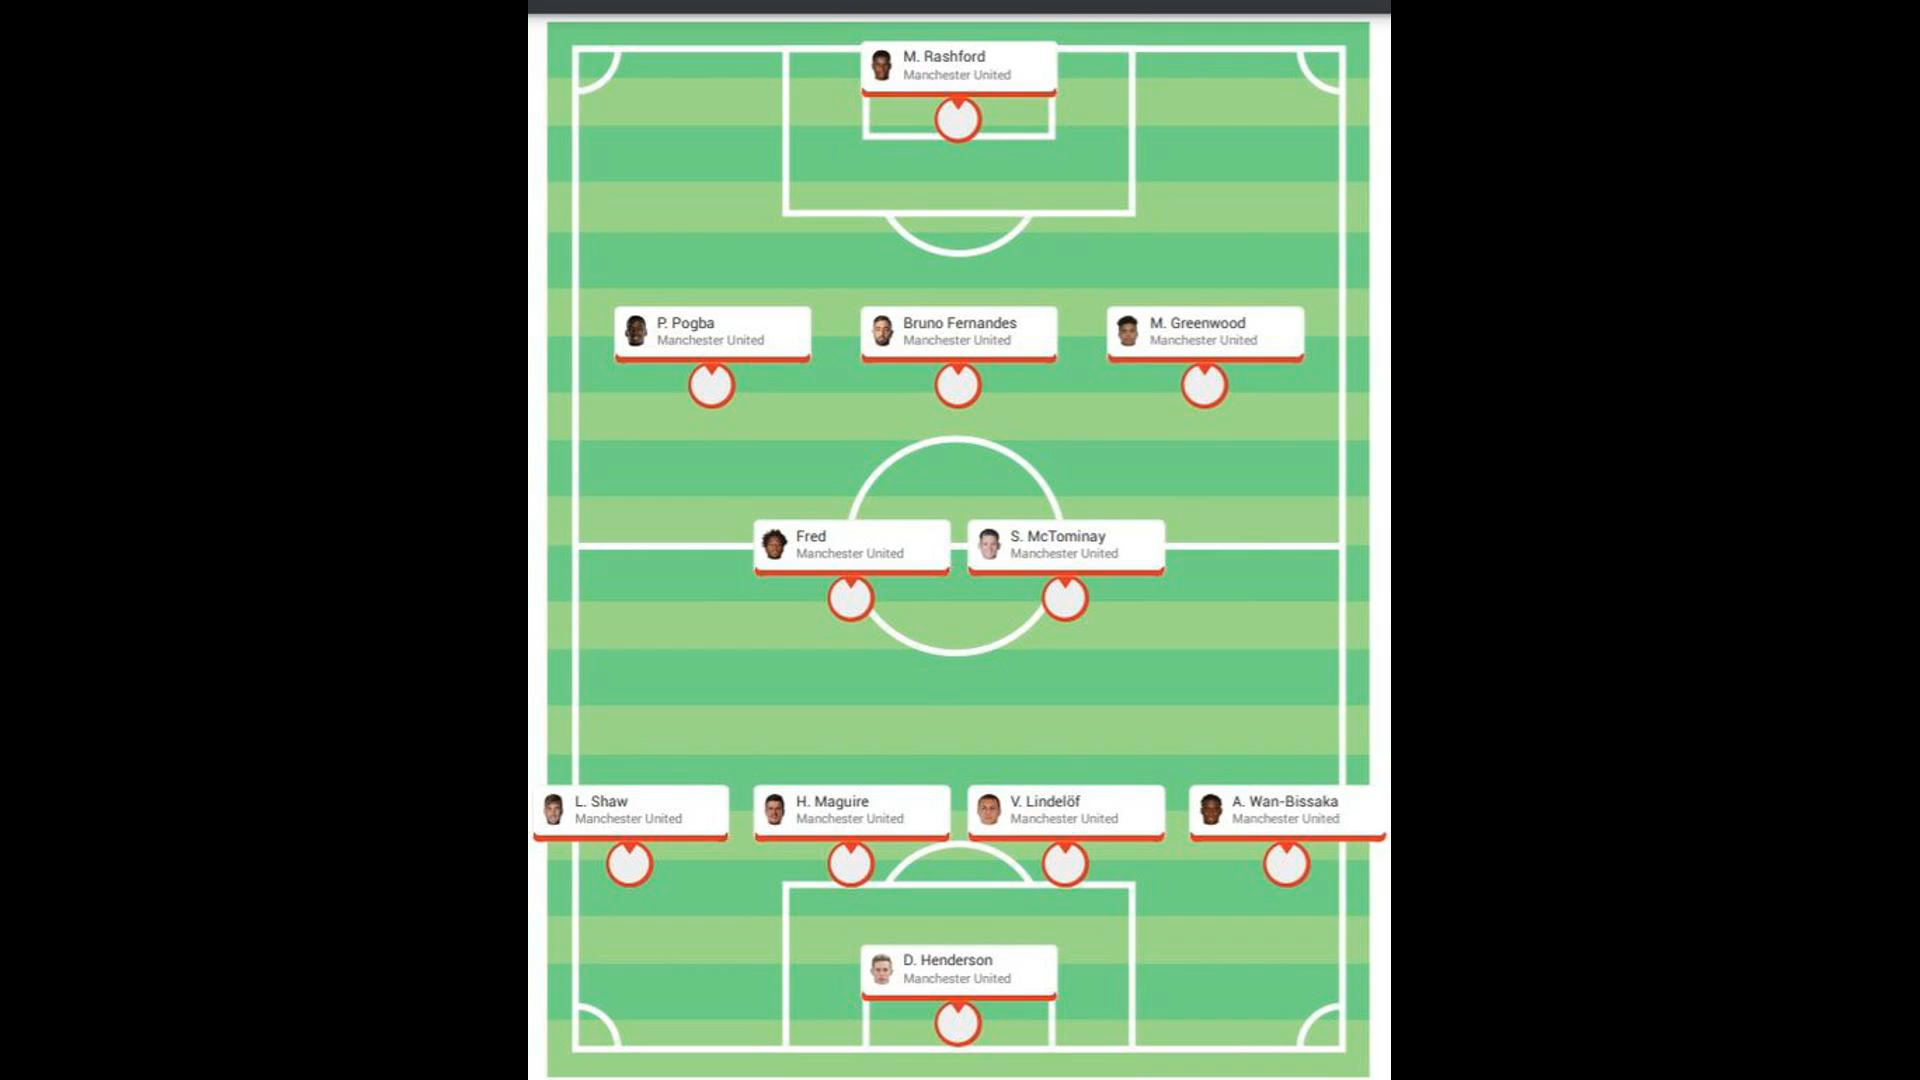 M. Rashford
Manchester United
P. Pogba
Manchester United
Bruno Fernandes
Manchester United
M. Greenwood
Manchester United
Fred
Manchester United
S. McTominay
Manchester United
L. Shaw
Manchester United
H. Maguire
Manchester United
V. Lindelöf
Manchester United
A. Wan-Bissaka
Manchester United
D. Henderson
Manchester United